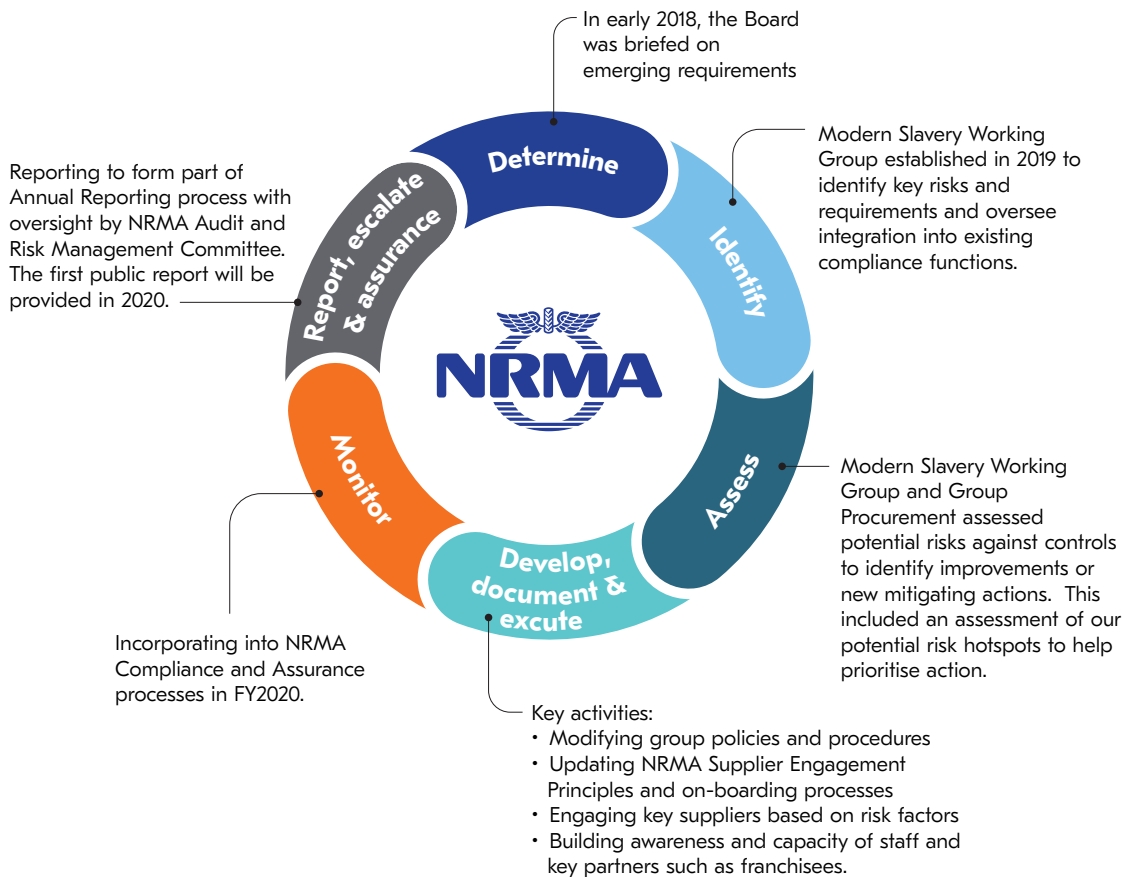 In early 2018, the Board
was briefed on
emerging requirements
Determine
Modern Slavery Working
Group established in 2019 to
identify key risks and
requirements and oversee
integration into existing
compliance functions.
Identify
Modern Slavery Working
Group and Group
Procurement assessed
potential risks against controls
to identify improvements or
new mitigating actions.  This
included an assessment of our
potential risk hotspots to help
prioritise action.
Assess
Develop,
document &
excute
Key activities:
• Modifying group policies and procedures
• Updating NRMA Supplier Engagement
Principles and on-boarding processes
• Engaging key suppliers based on risk factors
• Building awareness and capacity of staff and
key partners such as franchisees.
Monitor
Incorporating into NRMA
Compliance and Assurance
processes in FY2020.
Report, escalate
& assurance
Reporting to form part of
Annual Reporting process with
oversight by NRMA Audit and
Risk Management Committee.
The first public report will be
provided in 2020.
NRMA